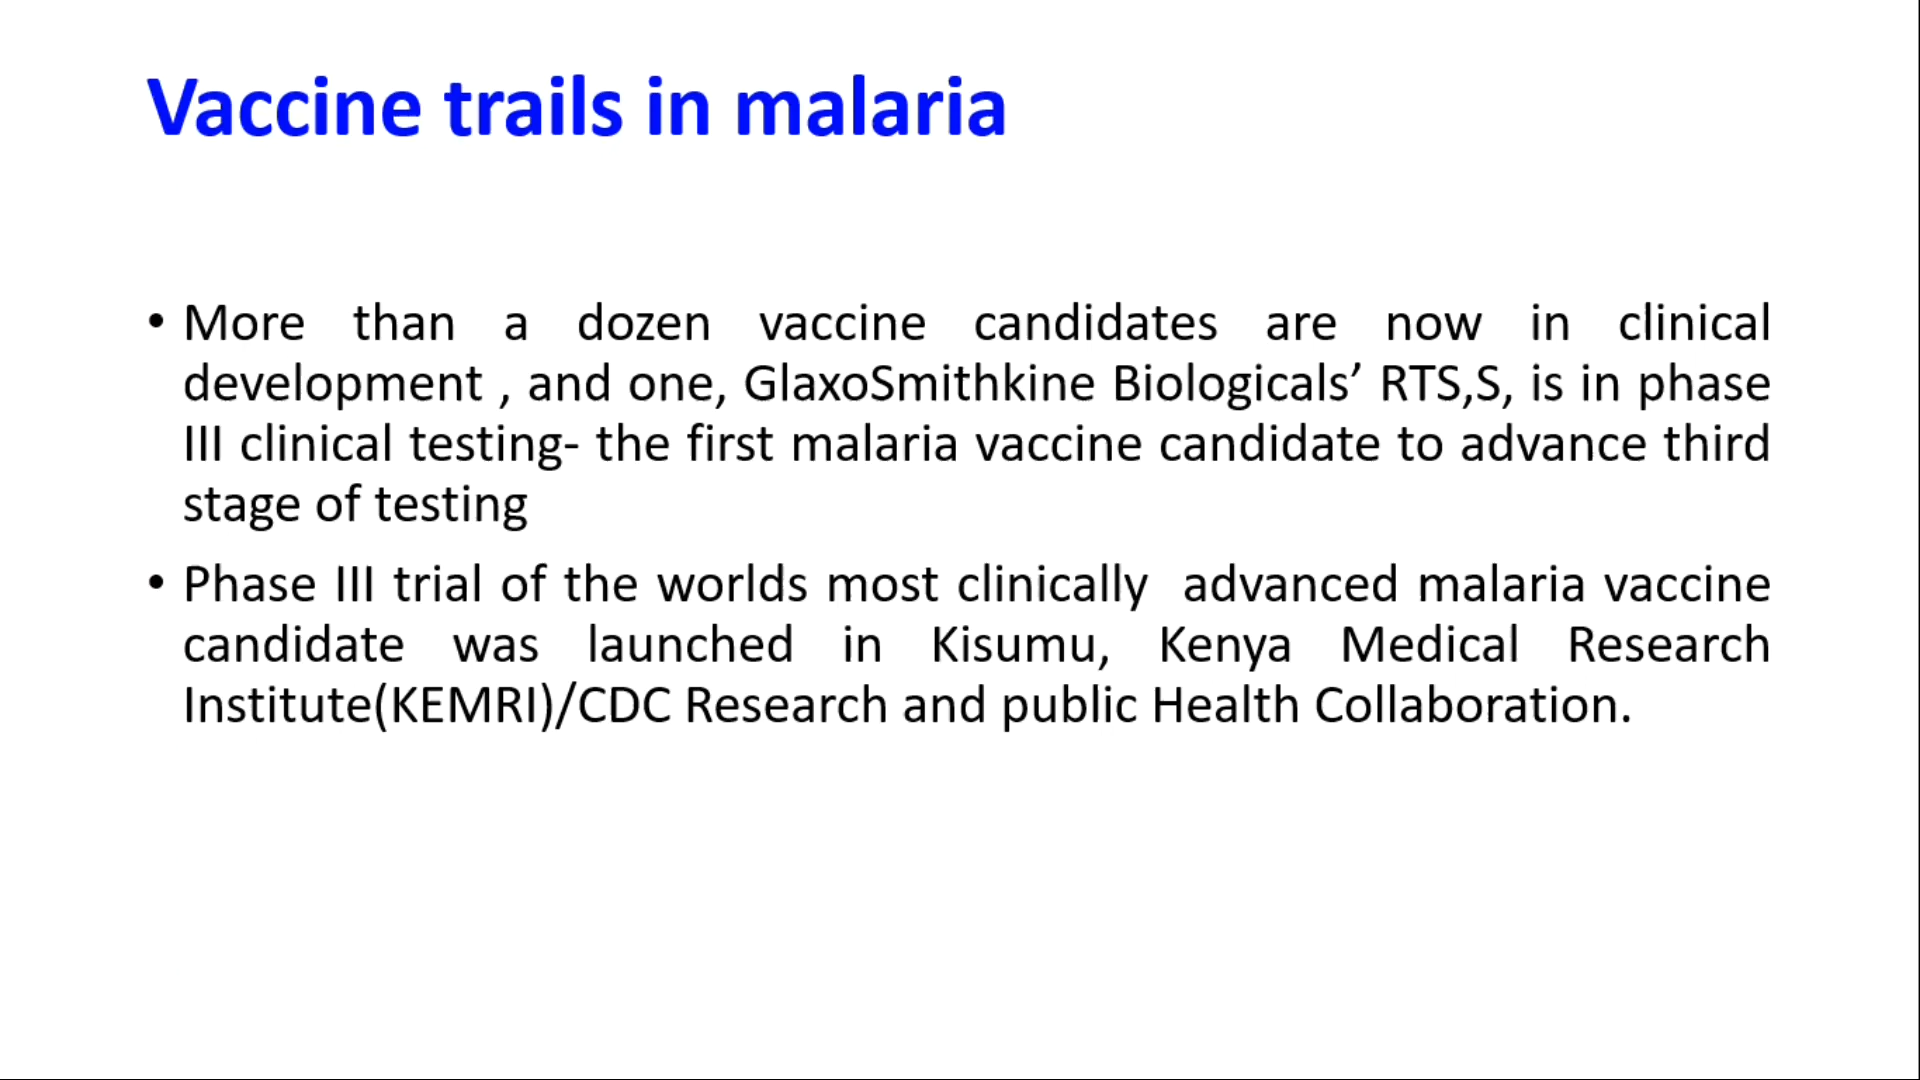 Vaccine trails in malaria
• More than a dozen vaccine candidates are now in clinical
development , and one, GlaxoSmithkine Biologicals’ RTS,S, is in phase
III clinical testing- the first malaria vaccine candidate to advance third
stage of testing
• Phase III trial of the worlds most clinically  advanced malaria vaccine
candidate was launched in Kisumu, Kenya Medical Research
Institute(KEMRI)/CDC Research and public Health Collaboration.